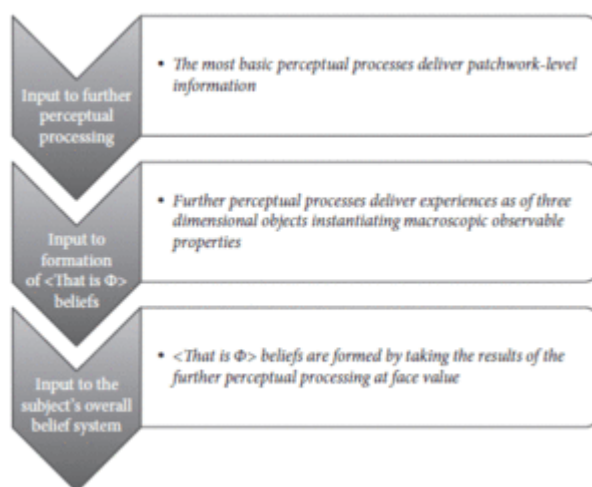 • The most basic perceptual processes deliver patchwork-level
information
Input to further
perceptual
processing
• Further perceptual processes deliver experiences as of three
dimensional objects instantiating macroscopic observable
properties
Input to
formation
of <That is Φ>
beliefs
• <That is Φ> beliefs are formed by taking the results of the
further perceptual processing at face value
Input to the
subject's overall
belief system